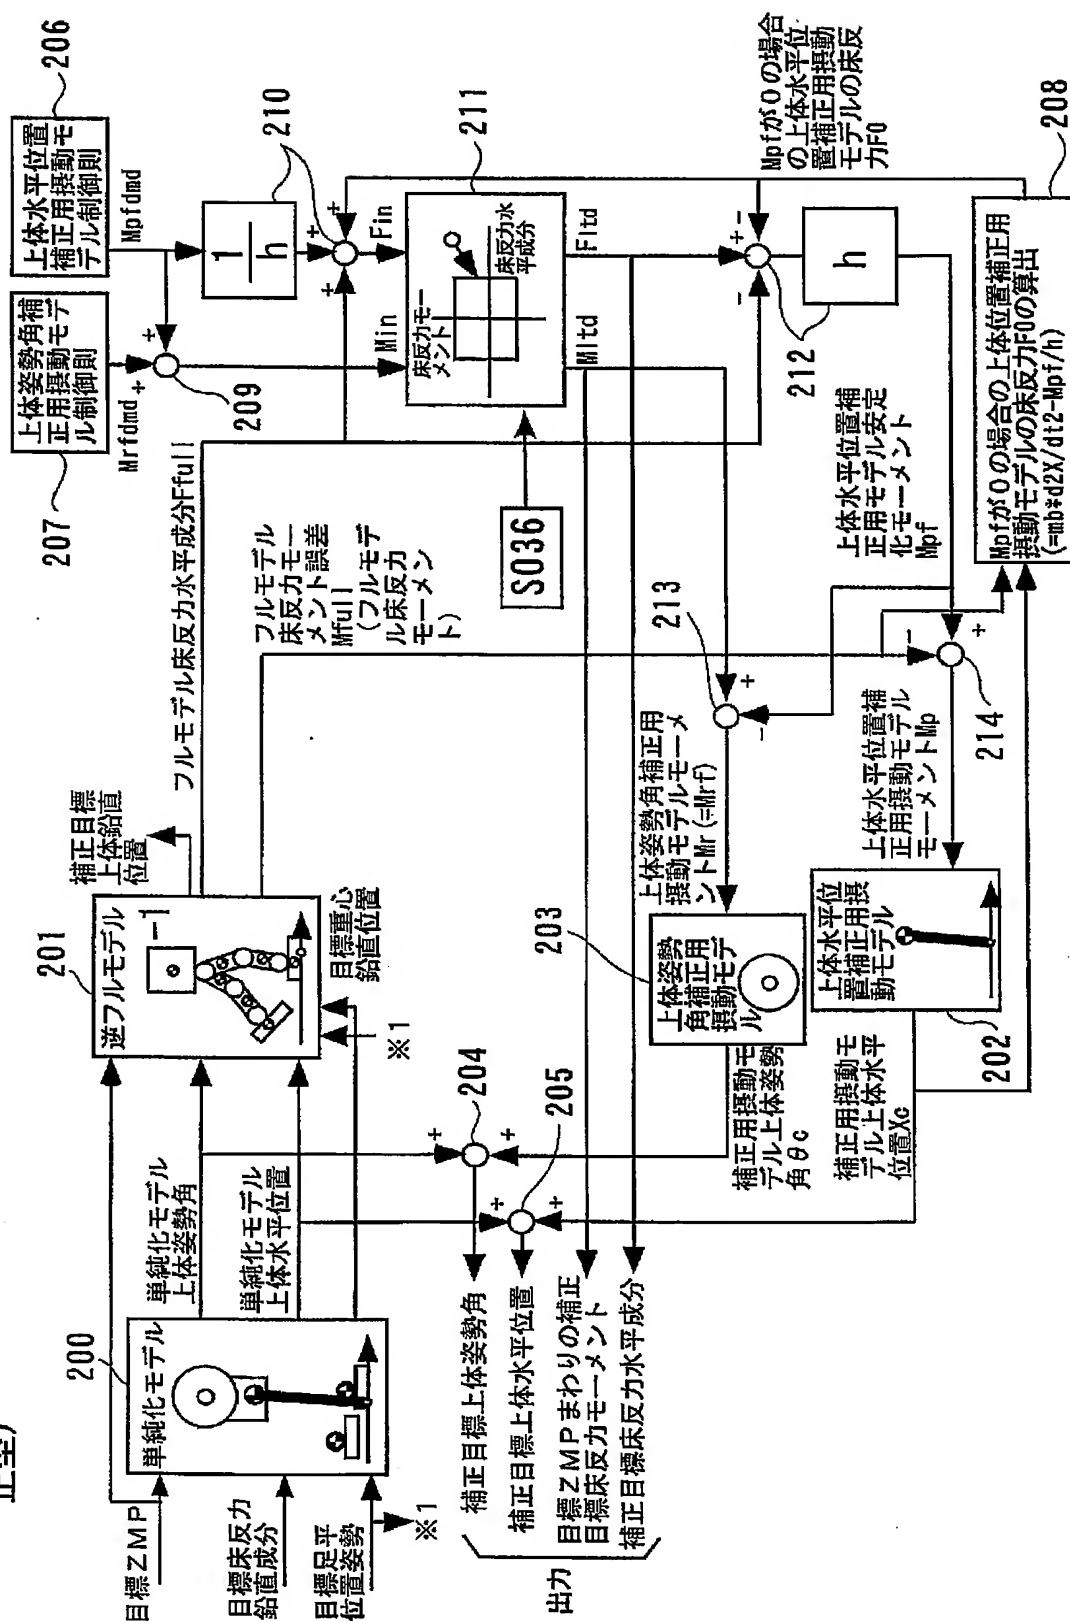 206
上体水平位置
補正用摂動モ
デル制御則
207
上体姿勢角補
正用摂動モデ
ル制御則
Mpfdmd
Mrfdmd
+
+
209
1
h
210
+
+
+
Fin
Min
211
床反力モー
メント
床反力水
平成分
S036
Mltd
Fltd
Mpfが0の場合
の上体水平位
置補正用摂動
モデルの床反
力F0
+
-
-
212
h
208
Mpfが0の場合の上体位置補正用
摂動モデルの床反力F0の算出
(=mb*d2X/dt2-Mpf/h)
上体水平位置補
正用モデル安定
化モーメント
Mpf
フルモデル床反力水平成分Ffull
フルモデル
床反力モー
メント誤差
Mfull
(フルモデ
ル床反力
モーメン
ト)
213
+
-
214
-
+
上体姿勢角補正用
摂動モデルモーメ
ントMr(=Mrf)
上体水平位置補
正用摂動モデル
モーメントMp
補正目標
上体鉛直
位置
201
逆フルモデル
-1
目標重心
鉛直位置
※1
203
上体姿勢
角補正用
摂動モデ
ル
上体水平位
置補正用摂
動モデル
202
補正用摂動モ
デル上体姿勢
角θc
補正用摂動モ
デル上体水平
位置Xc
204
+
+
205
+
+
単純化モデル
上体姿勢角
単純化モデル
上体水平位置
200
単純化モデル
目標ZMP
目標床反力
鉛直成分
目標足平
位置姿勢
※1
出力
補正目標上体姿勢角
補正目標上体水平位置
目標ZMPまわりの補正
目標床反力モーメント
補正目標床反力水平成分